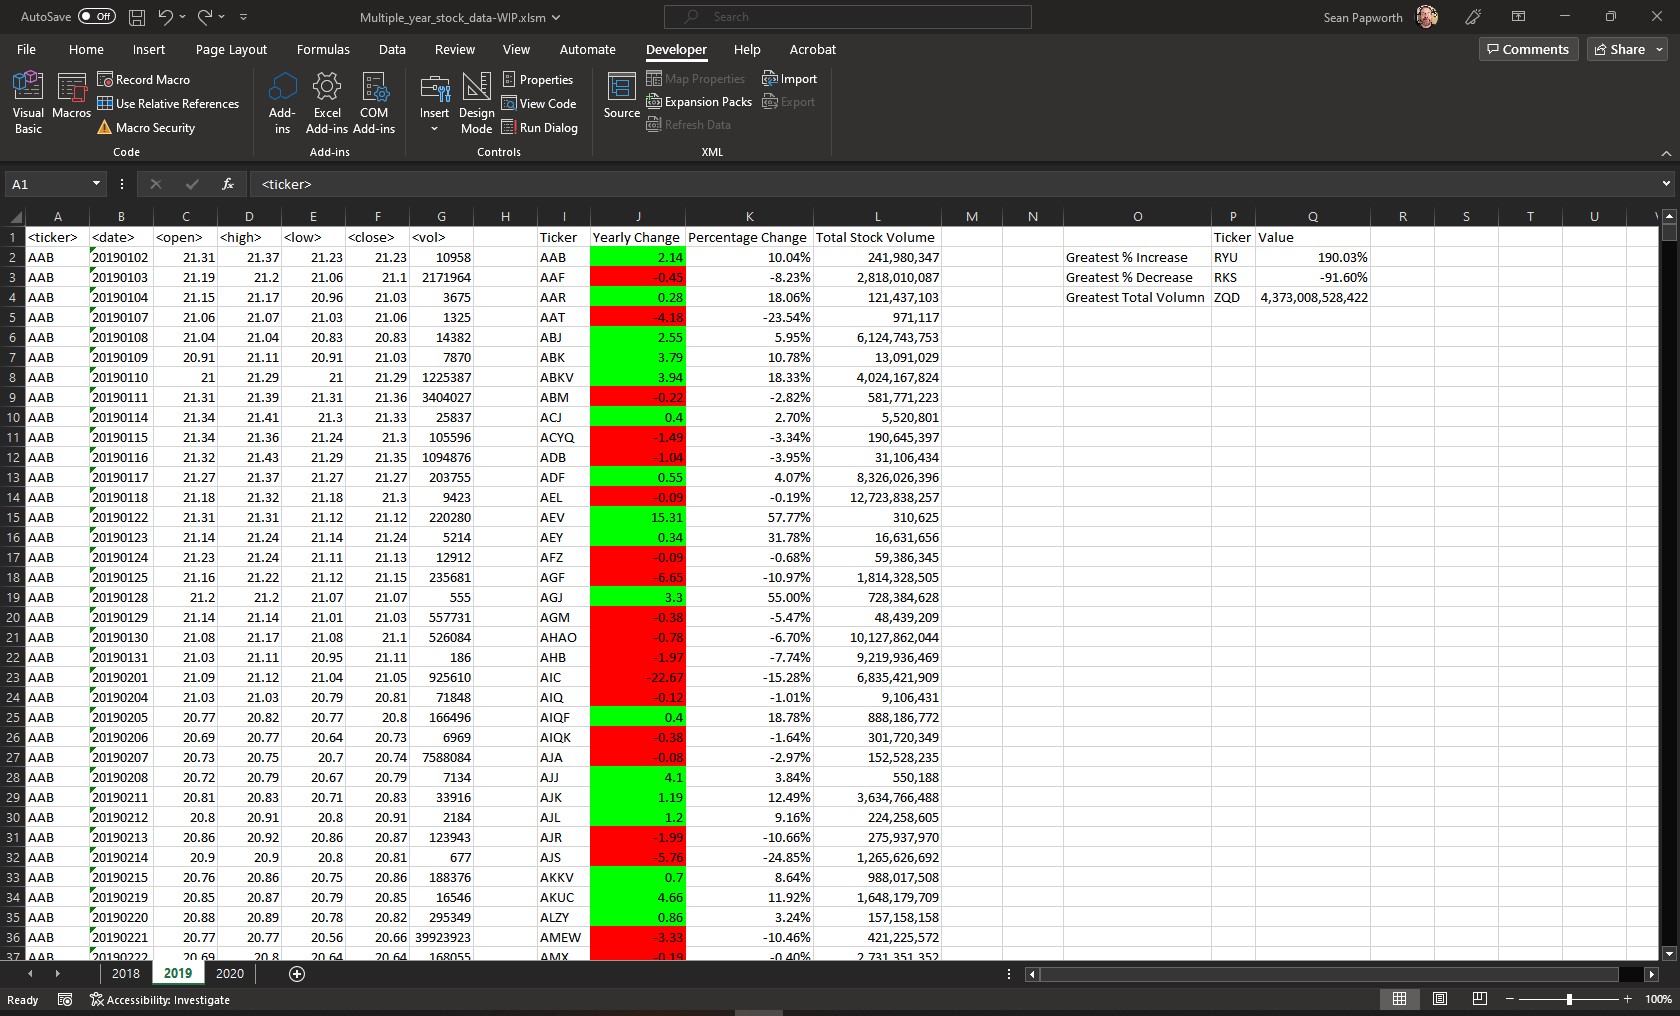 AutoSave Off Multiple_year_stock_data-WIP.xlsm Search Sean Papworth
File Home Insert Page Layout Formulas Data Review View Automate Developer Help Acrobat Comments Share
Visual Basic
Macros
Record Macro
Use Relative References
Macro Security
Code
Add-ins
Excel Add-ins
COM Add-ins
Add-ins
Insert
Design Mode
Properties
View Code
Run Dialog
Controls
Source
Map Properties
Expansion Packs
Refresh Data
Import
Export
XML
A1 fx <ticker>
A B C D E F G H I J K L M N O P Q R S T U
1 <ticker> <date> <open> <high> <low> <close> <vol> Ticker Yearly Change Percentage Change Total Stock Volume Ticker Value
2 AAB 20190102 21.31 21.37 21.23 21.23 10958 AAB 2.14 10.04% 241,980,347 Greatest % Increase RYU 190.03%
3 AAB 20190103 21.19 21.2 21.06 21.1 2171964 AAF -0.45 -8.23% 2,818,010,087 Greatest % Decrease RKS -91.60%
4 AAB 20190104 21.15 21.17 20.96 21.03 3675 AAR 0.28 18.06% 121,437,103 Greatest Total Volumn ZQD 4,373,008,528,422
5 AAB 20190107 21.06 21.07 21.03 21.06 1325 AAT -4.18 -23.54% 971,117
6 AAB 20190108 21.04 21.04 20.83 20.83 14382 ABJ 2.55 5.95% 6,124,743,753
7 AAB 20190109 20.91 21.11 20.91 21.03 7870 ABK 3.79 10.78% 13,091,029
8 AAB 20190110 21 21.29 21 21.29 1225387 ABKV 3.94 18.33% 4,024,167,824
9 AAB 20190111 21.31 21.39 21.31 21.36 3404027 ABM -0.22 -2.82% 581,771,223
10 AAB 20190114 21.34 21.41 21.3 21.33 25837 ACJ 0.4 2.70% 5,520,801
11 AAB 20190115 21.34 21.36 21.24 21.3 105596 ACYQ -1.49 -3.34% 190,645,397
12 AAB 20190116 21.32 21.43 21.29 21.35 1094876 ADB -1.04 -3.95% 31,106,434
13 AAB 20190117 21.27 21.37 21.27 21.27 203755 ADF 0.55 4.07% 8,326,026,396
14 AAB 20190118 21.18 21.32 21.18 21.3 9423 AEL -0.09 -0.19% 12,723,838,257
15 AAB 20190122 21.31 21.31 21.12 21.12 220280 AEV 15.31 57.77% 310,625
16 AAB 20190123 21.14 21.24 21.14 21.24 5214 AEY 0.34 31.78% 16,631,656
17 AAB 20190124 21.23 21.24 21.11 21.13 12912 AFZ -0.09 -0.68% 59,386,345
18 AAB 20190125 21.16 21.22 21.12 21.15 235681 AGF -6.65 -10.97% 1,814,328,505
19 AAB 20190128 21.2 21.2 21.07 21.07 555 AGJ 3.3 55.00% 728,384,628
20 AAB 20190129 21.14 21.14 21.01 21.03 557731 AGM -0.38 -5.47% 48,439,209
21 AAB 20190130 21.08 21.17 21.08 21.1 526084 AHAO -0.78 -6.70% 10,127,862,044
22 AAB 20190131 21.03 21.11 20.95 21.11 186 AHB -1.97 -7.74% 9,219,936,469
23 AAB 20190201 21.09 21.12 21.04 21.05 925610 AIC -22.67 -15.28% 6,835,421,909
24 AAB 20190204 21.03 21.03 20.79 20.81 71848 AIQ -0.12 -1.01% 9,106,431
25 AAB 20190205 20.77 20.82 20.77 20.8 166496 AIQF 0.4 18.78% 888,186,772
26 AAB 20190206 20.69 20.77 20.64 20.73 6969 AIQK -0.38 -1.64% 301,720,349
27 AAB 20190207 20.73 20.75 20.7 20.74 7588084 AJA -0.08 -2.97% 152,528,235
28 AAB 20190208 20.72 20.79 20.67 20.79 7134 AJJ 4.1 3.84% 550,188
29 AAB 20190211 20.81 20.83 20.71 20.83 33916 AJK 1.19 12.49% 3,634,766,488
30 AAB 20190212 20.8 20.91 20.8 20.91 2184 AJL 1.2 9.16% 224,258,605
31 AAB 20190213 20.86 20.92 20.86 20.87 123943 AJR -1.99 -10.66% 275,937,970
32 AAB 20190214 20.9 20.9 20.8 20.81 677 AJS -5.76 -24.85% 1,265,626,692
33 AAB 20190215 20.76 20.86 20.75 20.86 188376 AKKV 0.7 8.64% 988,017,508
34 AAB 20190219 20.85 20.87 20.79 20.85 16546 AKUC 4.66 11.92% 1,648,179,709
35 AAB 20190220 20.88 20.89 20.78 20.82 295349 ALZY 0.86 3.24% 157,158,158
36 AAB 20190221 20.77 20.77 20.56 20.66 39923923 AMEW -3.33 -10.46% 421,225,572
37 AAB 20190222 20.69 20.8 20.64 20.64 168055 AMX -0.19 -0.40% 2,731,351,352
2018 2019 2020
Ready Accessibility: Investigate 100%